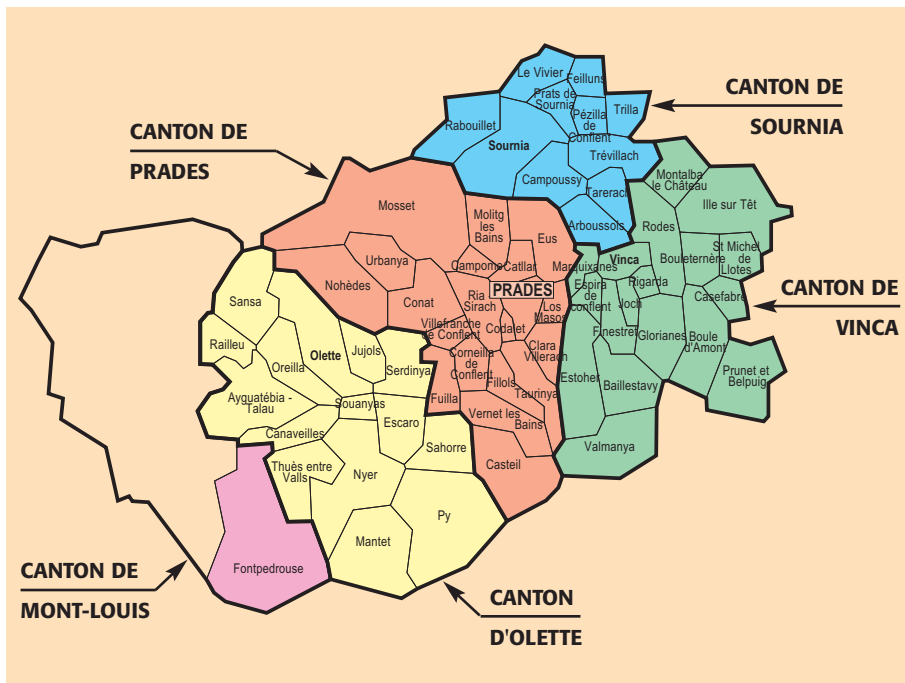 CANTON DE
SOURNIA
CANTON DE
PRADES
CANTON DE
VINCA
CANTON DE
MONT-LOUIS
CANTON
D'OLETTE
Le Vivier
Feilluns
Prats de
Sournia
Pézilla
de
Conflent
Trilla
Rabouillet
Sournia
Trévillach
Campoussy
Tarerach
Arboussols
Montalba
le Château
Ille sur Têt
Rodes
Bouleternère
St Michel
de
Llotes
Casefabre
Marquixanes
Vinca
Espira
de
conflent
Rigarda
Joch
Finestret
Glorianes
Boule
d'Amont
Prunet et
Belpuig
Estoher
Baillestavy
Valmanya
Mosset
Molitg
les
Bains
Eus
Urbanya
Campome
Catllar
Nohèdes
Conat
Ria
Sirach
PRADES
Los
Masos
Villefranche
de Conflent
Codalet
Clara
Villerach
Corneilla
de
Conflent
Fillols
Taurinya
Fuilla
Vernet les
Bains
Casteil
Sansa
Railleu
Oreilla
Olette
Jujols
Serdinya
Ayguatébia -
Talau
Souanyas
Escaro
Canaveilles
Sahorre
Thuès entre
Valls
Nyer
Py
Mantet
Fontpedrouse